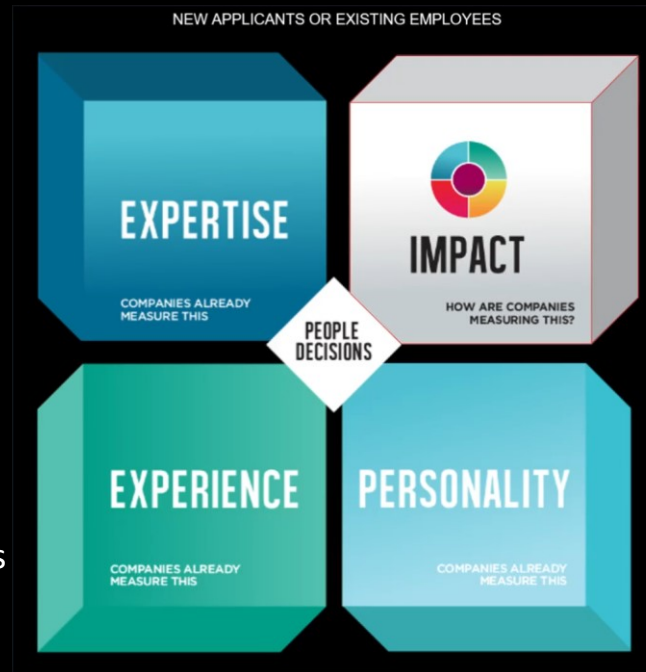 NEW APPLICANTS OR EXISTING EMPLOYEES
EXPERTISE
COMPANIES ALREADY
MEASURE THIS
IMPACT
HOW ARE COMPANIES
MEASURING THIS?
PEOPLE
DECISIONS
EXPERIENCE
COMPANIES ALREADY
MEASURE THIS
PERSONALITY
COMPANIES ALREADY
MEASURE THIS